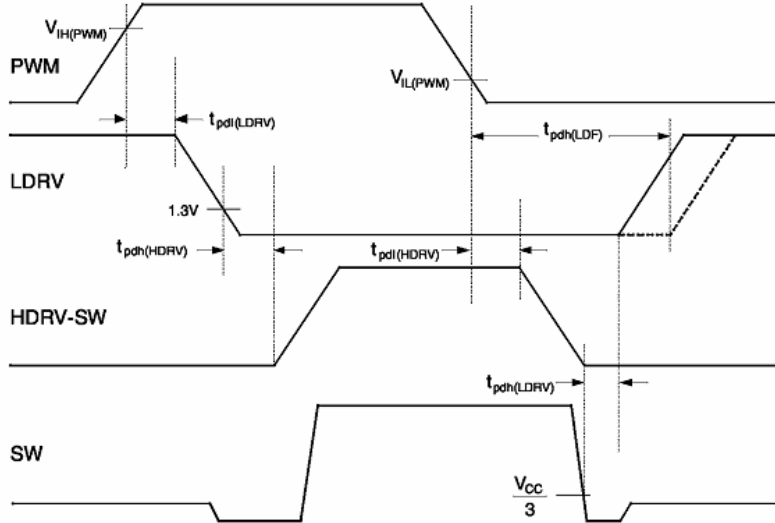 V_IH(PWM)
PWM
V_IL(PWM)
t_pdl(LDRV)
t_pdh(LDF)
LDRV
1.3V
t_pdh(HDRV)
t_pdl(HDRV)
HDRV-SW
t_pdh(LDRV)
SW
V_CC
3